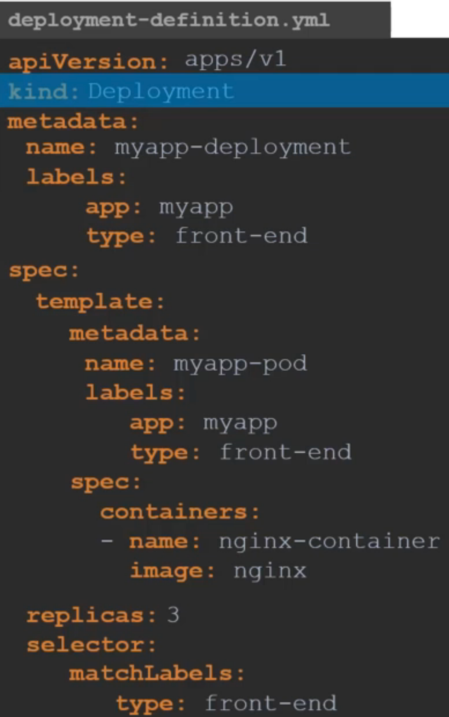 deployment-definition.yml
apiVersion: apps/v1
kind: Deployment
metadata:
  name: myapp-deployment
  labels:
      app: myapp
      type: front-end
spec:
  template:
     metadata:
      name: myapp-pod
      labels:
         app: myapp
         type: front-end
     spec:
       containers:
       - name: nginx-container
         image: nginx
  replicas: 3
  selector:
     matchLabels:
        type: front-end